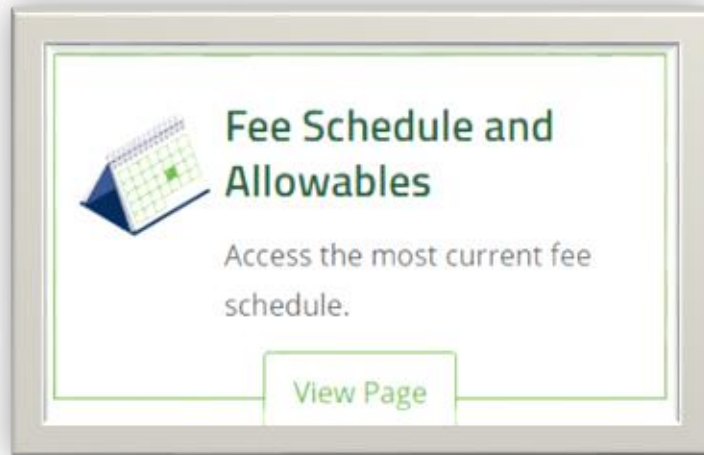 Fee Schedule and
Allowables
Access the most current fee
schedule.
View Page